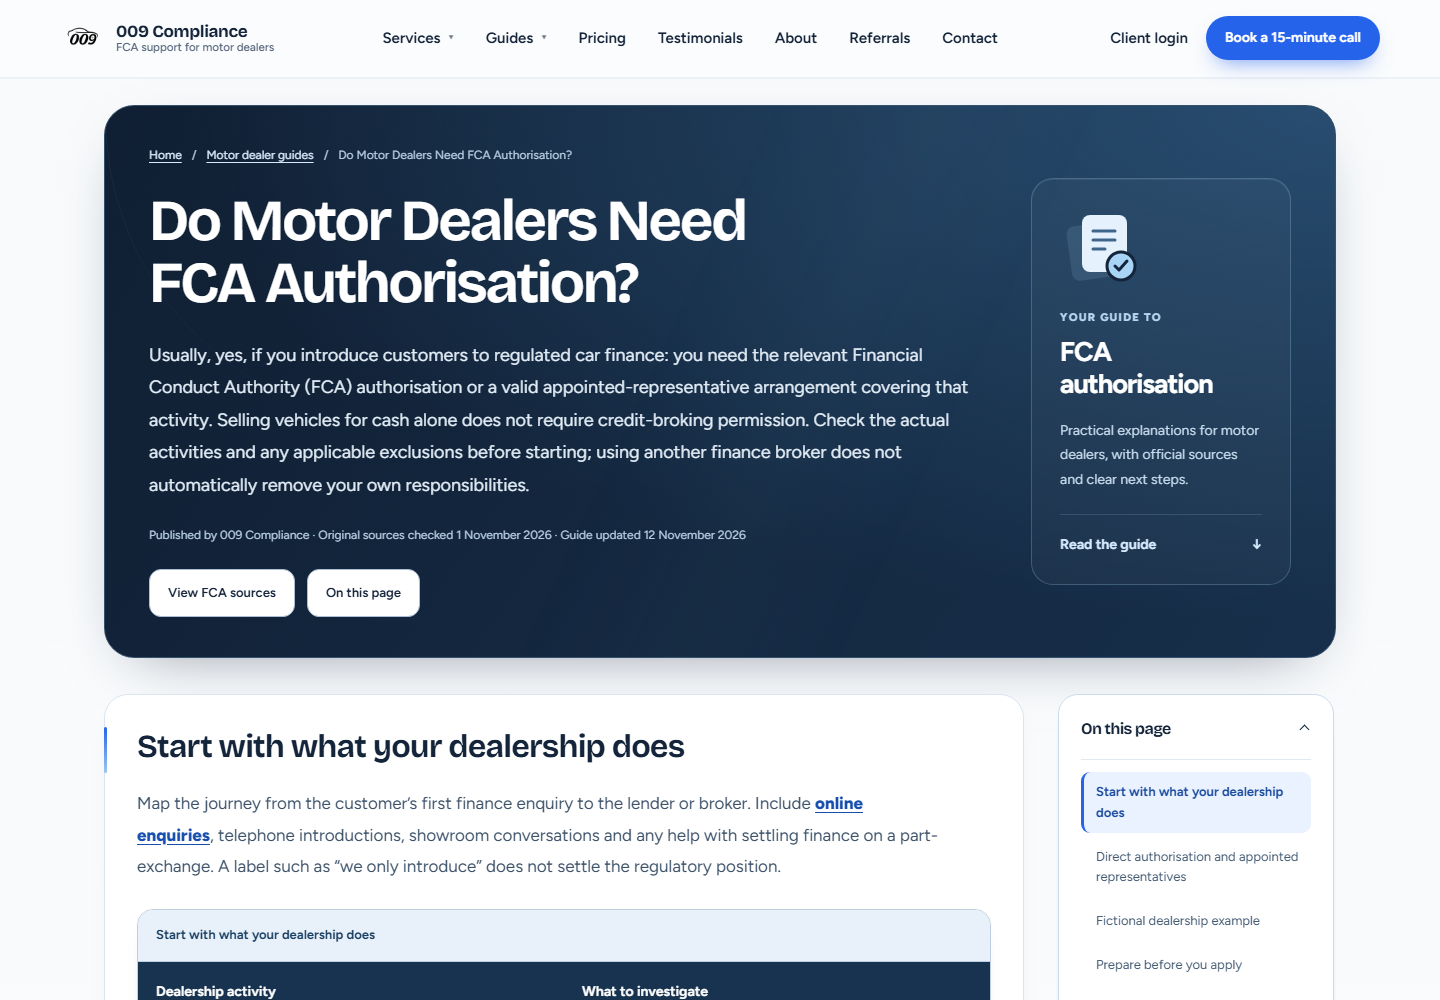 009
009 Compliance
FCA support for motor dealers
Services
Guides
Pricing
Testimonials
About
Referrals
Contact
Client login
Book a 15-minute call
Home / Motor dealer guides / Do Motor Dealers Need FCA Authorisation?
Do Motor Dealers Need
FCA Authorisation?
Usually, yes, if you introduce customers to regulated car finance: you need the relevant Financial
Conduct Authority (FCA) authorisation or a valid appointed-representative arrangement covering that
activity. Selling vehicles for cash alone does not require credit-broking permission. Check the actual
activities and any applicable exclusions before starting; using another finance broker does not
automatically remove your own responsibilities.
Published by 009 Compliance · Original sources checked 1 November 2026 · Guide updated 12 November 2026
View FCA sources
On this page
YOUR GUIDE TO
FCA
authorisation
Practical explanations for motor
dealers, with official sources
and clear next steps.
Read the guide ↓
Start with what your dealership does
Map the journey from the customer’s first finance enquiry to the lender or broker. Include online
enquiries, telephone introductions, showroom conversations and any help with settling finance on a part-
exchange. A label such as “we only introduce” does not settle the regulatory position.
Start with what your dealership does
Dealership activity
What to investigate
On this page
Start with what your dealership
does
Direct authorisation and appointed
representatives
Fictional dealership example
Prepare before you apply